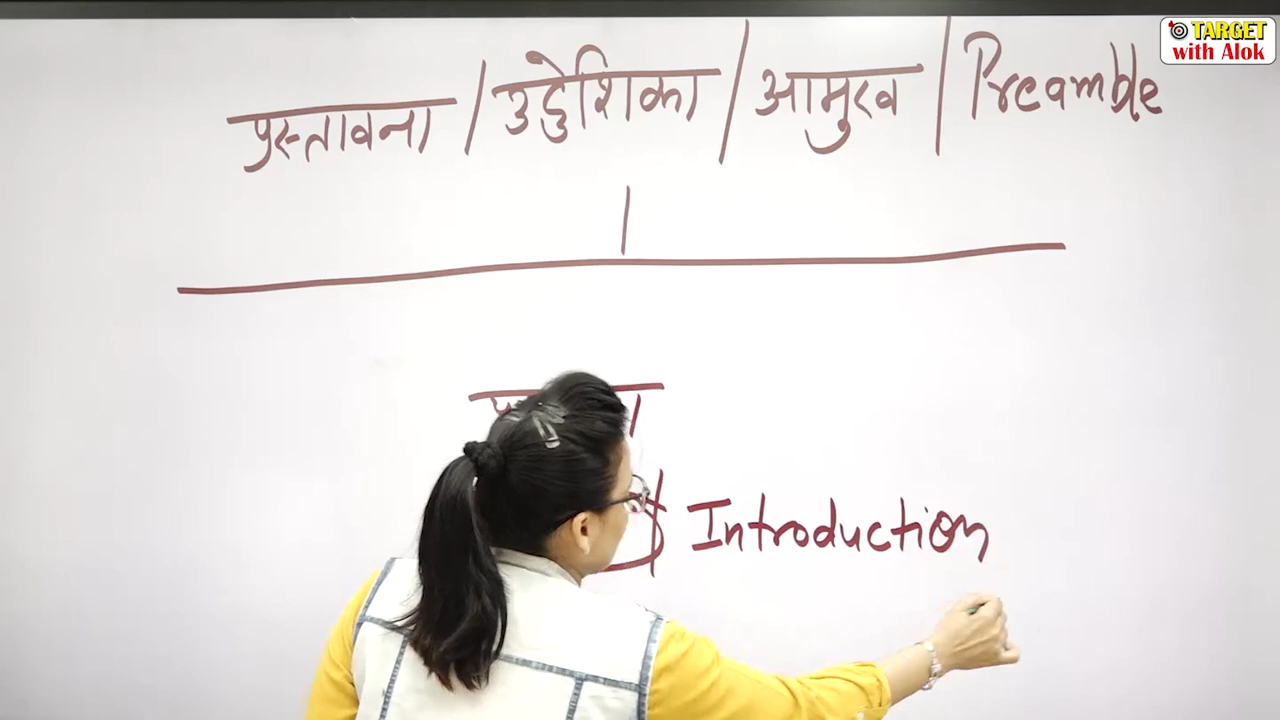 प्रस्तावना / उद्देशिका / आमुख / Preamble
TARGET
with Alok
Introduction